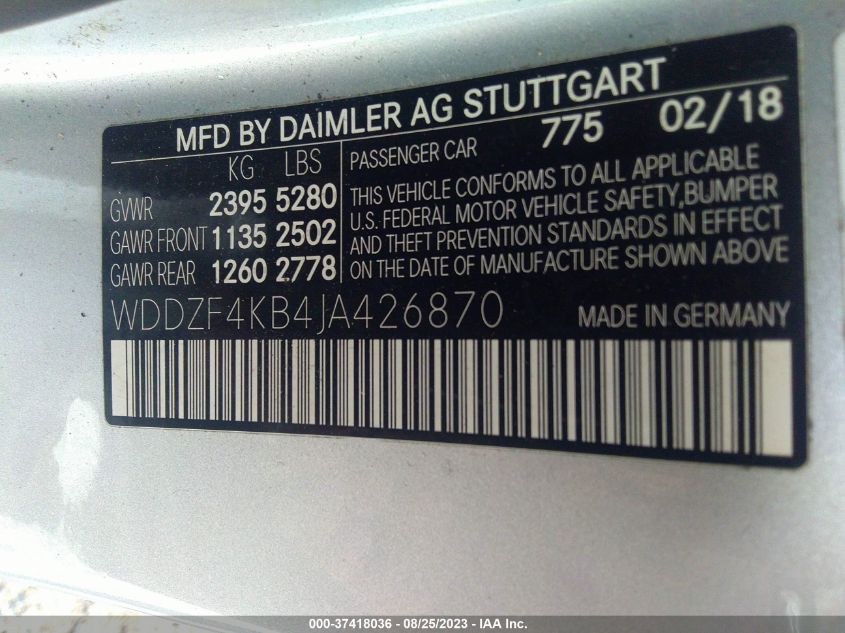 MFD BY DAIMLER AG STUTTGART
KG LBS
GVWR 2395 5280
GAWR FRONT 1135 2502
GAWR REAR 1260 2778
PASSENGER CAR 775 02/18
THIS VEHICLE CONFORMS TO ALL APPLICABLE
U.S. FEDERAL MOTOR VEHICLE SAFETY, BUMPER
AND THEFT PREVENTION STANDARDS IN EFFECT
ON THE DATE OF MANUFACTURE SHOWN ABOVE
WDDZF4KB4JA426870 MADE IN GERMANY
000-37418036 - 08/25/2023 - IAA Inc.